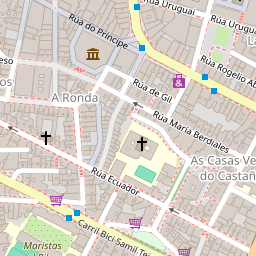 Rúa Uruguai
Rúa Uruguai
Rúa do Príncipe
Rúa Rogelio Ab
Rúa de Gil
A Ronda
Rúa María Berdiales
As Casas Ve
do Castañ
Rúa Ecuador
Carril Bici Samil Te
Maristas